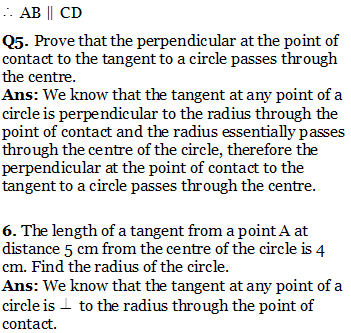 ∴ AB || CD
Q5. Prove that the perpendicular at the point of
contact to the tangent to a circle passes through
the centre.
Ans: We know that the tangent at any point of a
circle is perpendicular to the radius through the
point of contact and the radius essentially passes
through the centre of the circle, therefore the
perpendicular at the point of contact to the
tangent to a circle passes through the centre.
6. The length of a tangent from a point A at
distance 5 cm from the centre of the circle is 4
cm. Find the radius of the circle.
Ans: We know that the tangent at any point of a
circle is ⊥ to the radius through the point of
contact.